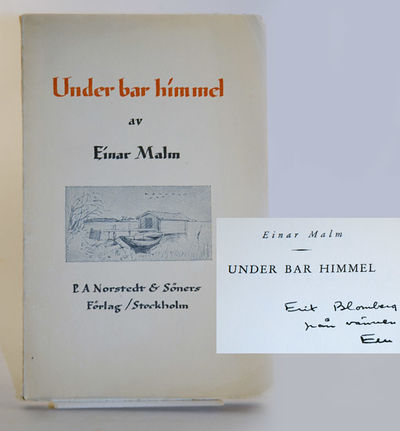 Under bar himmel
av
Einar Malm
P. A Norstedt & Söners
Förlag / Stockholm
Einar Malm
UNDER BAR HIMMEL
Erik Blomberg
från vännen